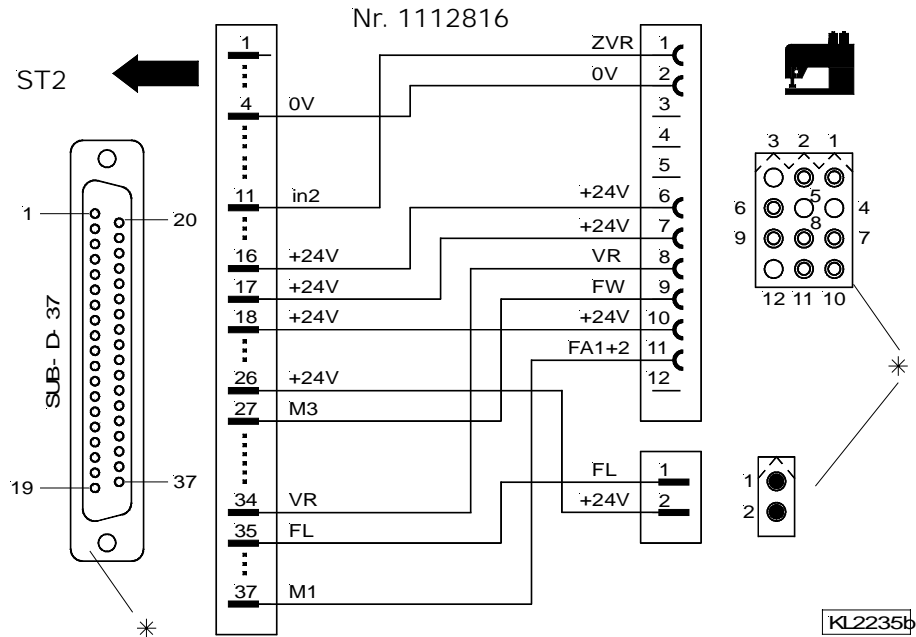 Nr. 1112816
ST2
1
4 0V
11 in2
16 +24V
17 +24V
18 +24V
26 +24V
27 M3
34 VR
35 FL
37 M1
ZVR 1
0V 2
3
4
5
+24V 6
+24V 7
VR 8
FW 9
+24V 10
FA1+2 11
12
FL 1
+24V 2
1 20
SUB-D-37
19 37
3 2 1
6 5 4
9 8 7
12 11 10
1
2
KL2235b